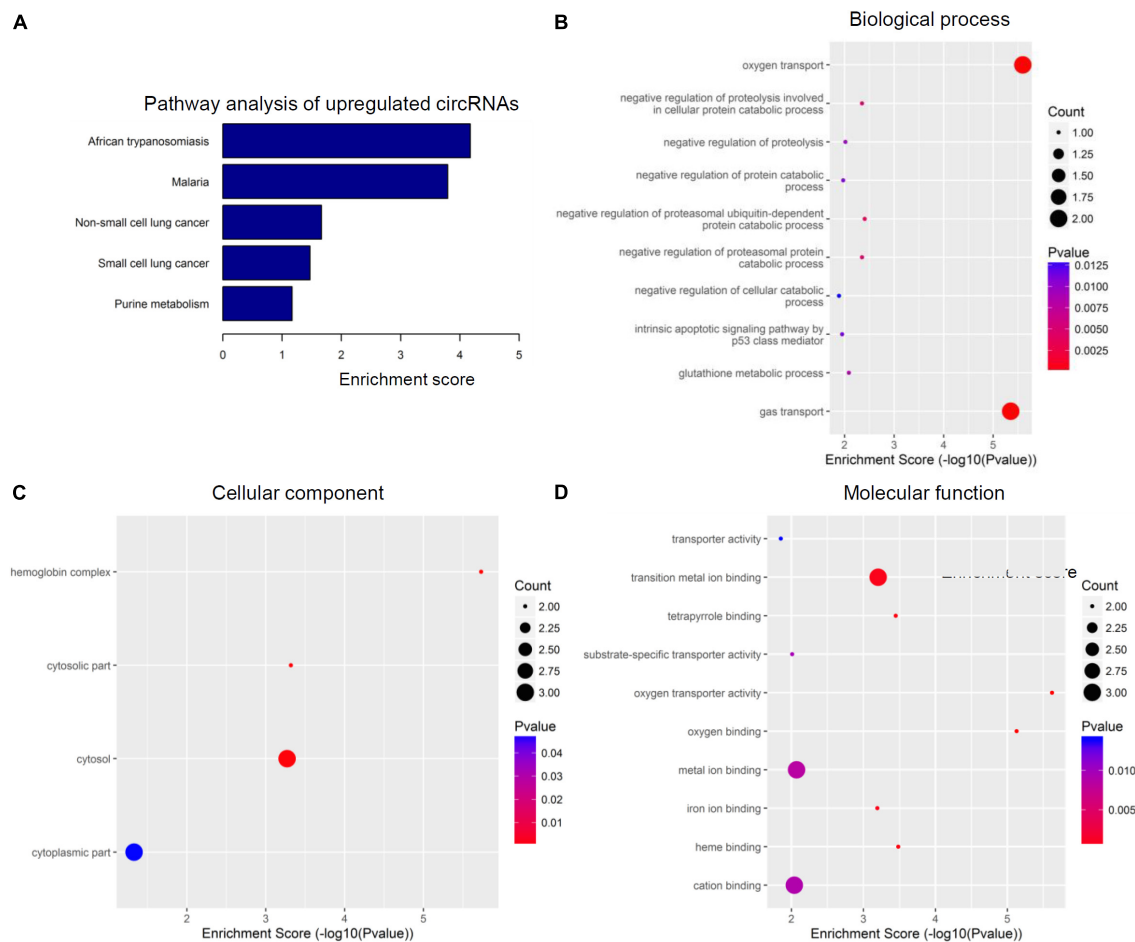 A
Pathway analysis of upregulated circRNAs
African trypanosomiasis
Malaria
Non-small cell lung cancer
Small cell lung cancer
Purine metabolism
0 1 2 3 4 5
Enrichment score
B
Biological process
oxygen transport
negative regulation of proteolysis involved
in cellular protein catabolic process
negative regulation of proteolysis
negative regulation of protein catabolic
process
negative regulation of proteasomal ubiquitin-dependent
protein catabolic process
negative regulation of proteasomal protein
catabolic process
negative regulation of cellular catabolic
process
intrinsic apoptotic signaling pathway by
p53 class mediator
glutathione metabolic process
gas transport
2 3 4 5
Enrichment Score (-log10(Pvalue))
Count
1.00
1.25
1.50
1.75
2.00
Pvalue
0.0125
0.0100
0.0075
0.0050
0.0025
C
Cellular component
hemoglobin complex
cytosolic part
cytosol
cytoplasmic part
2 3 4 5
Enrichment Score (-log10(Pvalue))
Count
2.00
2.25
2.50
2.75
3.00
Pvalue
0.04
0.03
0.02
0.01
D
Molecular function
transporter activity
transition metal ion binding
tetrapyrrole binding
substrate-specific transporter activity
oxygen transporter activity
oxygen binding
metal ion binding
iron ion binding
heme binding
cation binding
2 3 4 5
Enrichment Score (-log10(Pvalue))
Enrichment score
Count
2.00
2.25
2.50
2.75
3.00
Pvalue
0.010
0.005